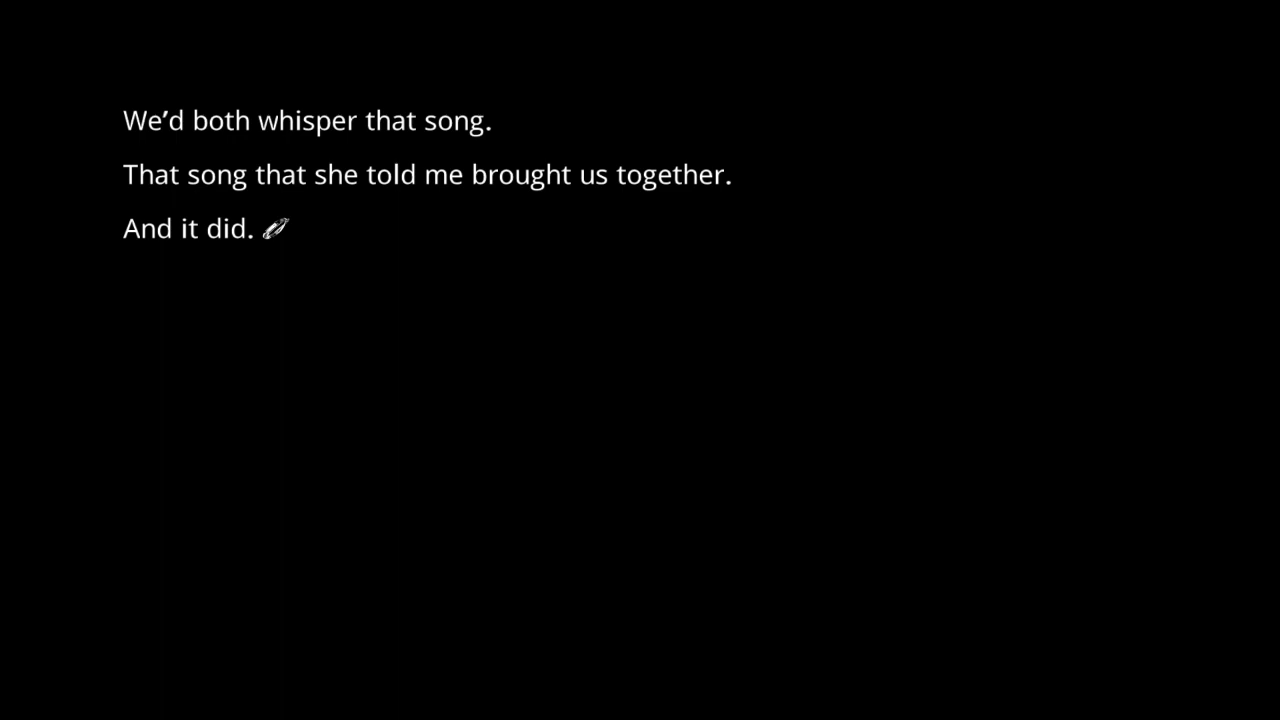 We’d both whisper that song.
That song that she told me brought us together.
And it did.